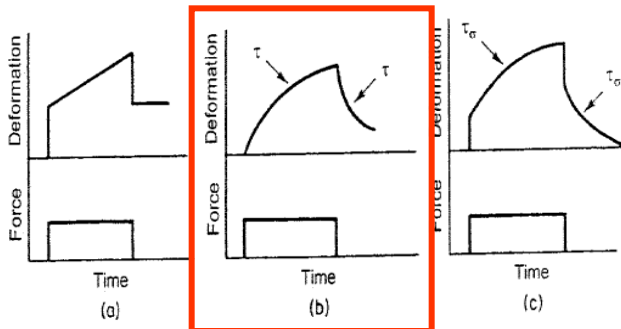 Deformation
Force
Time
(a)
Deformation
τ
τ
Force
Time
(b)
Deformation
τσ
τσ
Force
Time
(c)